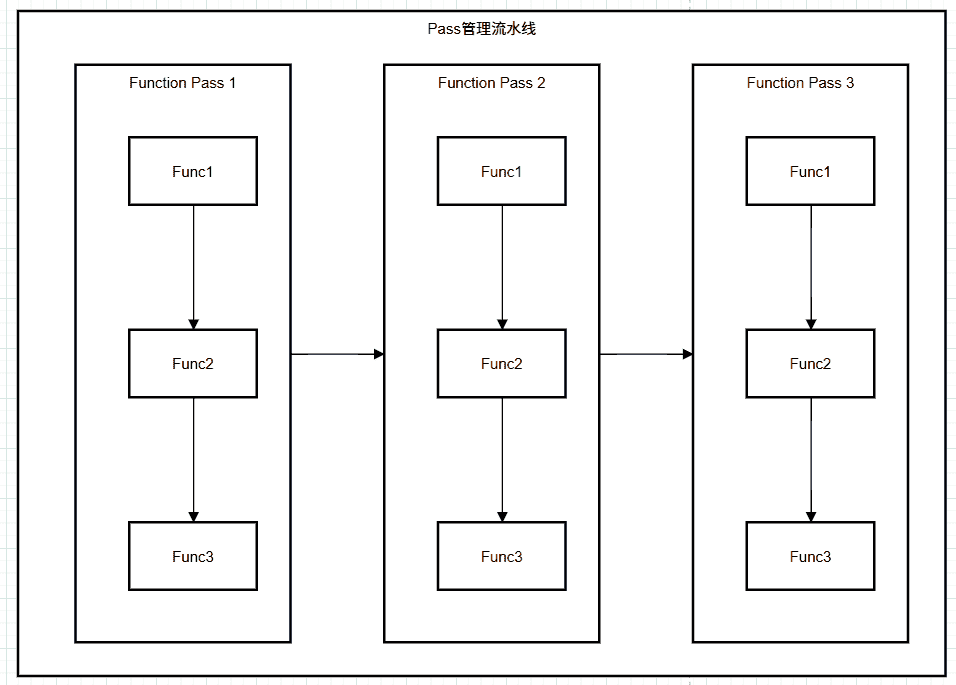 Pass管理流水线
Function Pass 1
Func1
Func2
Func3
Function Pass 2
Func1
Func2
Func3
Function Pass 3
Func1
Func2
Func3